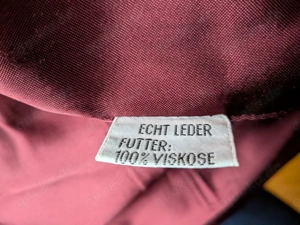 ECHT LEDER
FUTTER:
100% VISKOSE